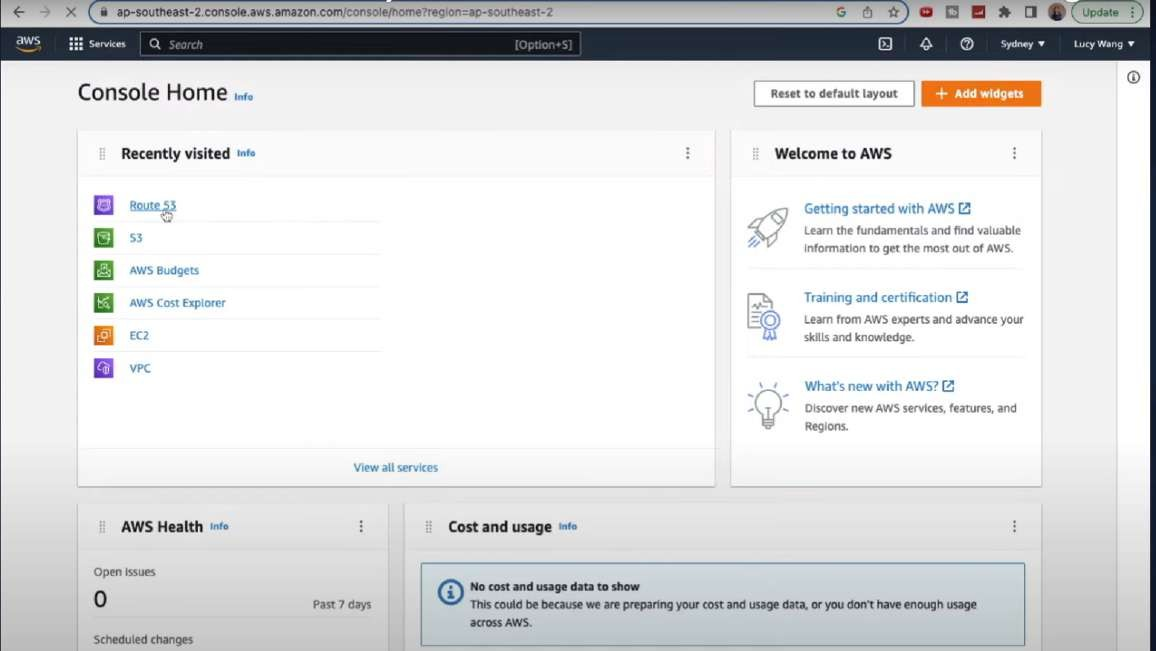 ap-southeast-2.console.aws.amazon.com/console/home?region=ap-southeast-2
Update
aws
Services
Search
[Option+S]
Sydney
Lucy Wang
Console Home Info
Reset to default layout
+ Add widgets
Recently visited Info
Route 53
S3
AWS Budgets
AWS Cost Explorer
EC2
VPC
View all services
Welcome to AWS
Getting started with AWS
Learn the fundamentals and find valuable
information to get the most out of AWS.
Training and certification
Learn from AWS experts and advance your
skills and knowledge.
What's new with AWS?
Discover new AWS services, features, and
Regions.
AWS Health Info
Open issues
0
Past 7 days
Scheduled changes
Cost and usage Info
No cost and usage data to show
This could be because we are preparing your cost and usage data, or you don't have enough usage
across AWS.